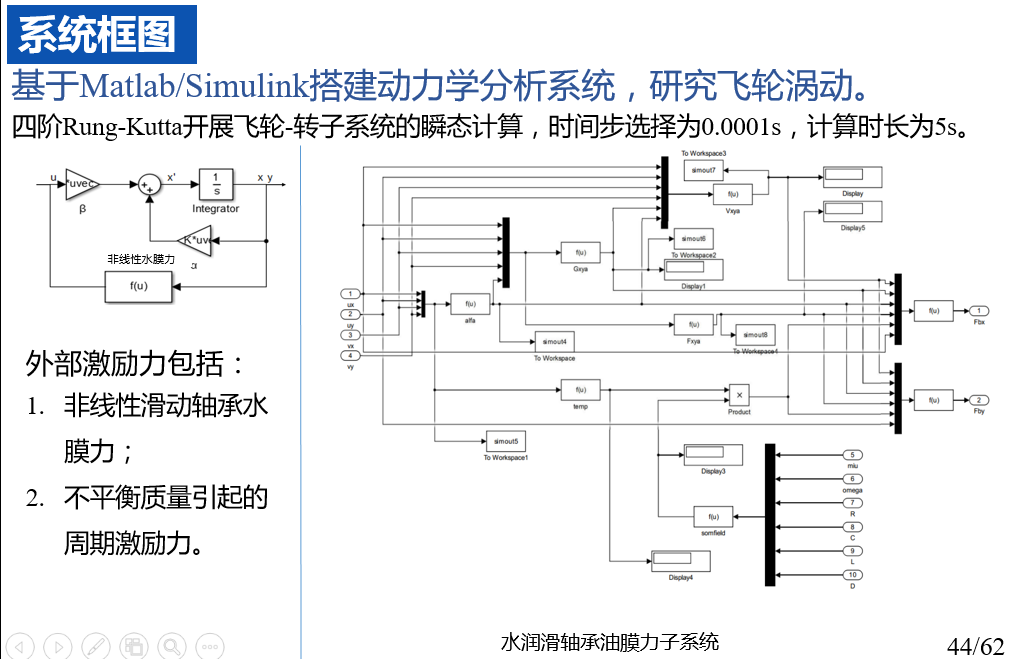 系统框图
基于Matlab/Simulink搭建动力学分析系统，研究飞轮涡动。
四阶Rung-Kutta开展飞轮-转子系统的瞬态计算，时间步选择为0.0001s，计算时长为5s。
u
*uvec
β
x'
1
s
Integrator
x y
K*uv
α
非线性水膜力
f(u)
外部激励力包括：
1. 非线性滑动轴承水
膜力；
2. 不平衡质量引起的
周期激励力。
To Workspace3
simout7
f(u)
Vxya
Display
Display5
simout6
To Workspace2
f(u)
Gxya
Display1
1
ux
2
uy
3
vx
4
vy
f(u)
alfa
f(u)
Fxya
simout4
To Workspace
simout8
To Workspace4
f(u)
1
Fbx
f(u)
temp
×
Product
f(u)
2
Fby
simout5
To Workspace1
Display3
5
miu
6
omega
7
R
8
C
9
L
10
D
f(u)
somfield
Display4
水润滑轴承油膜力子系统
44/62